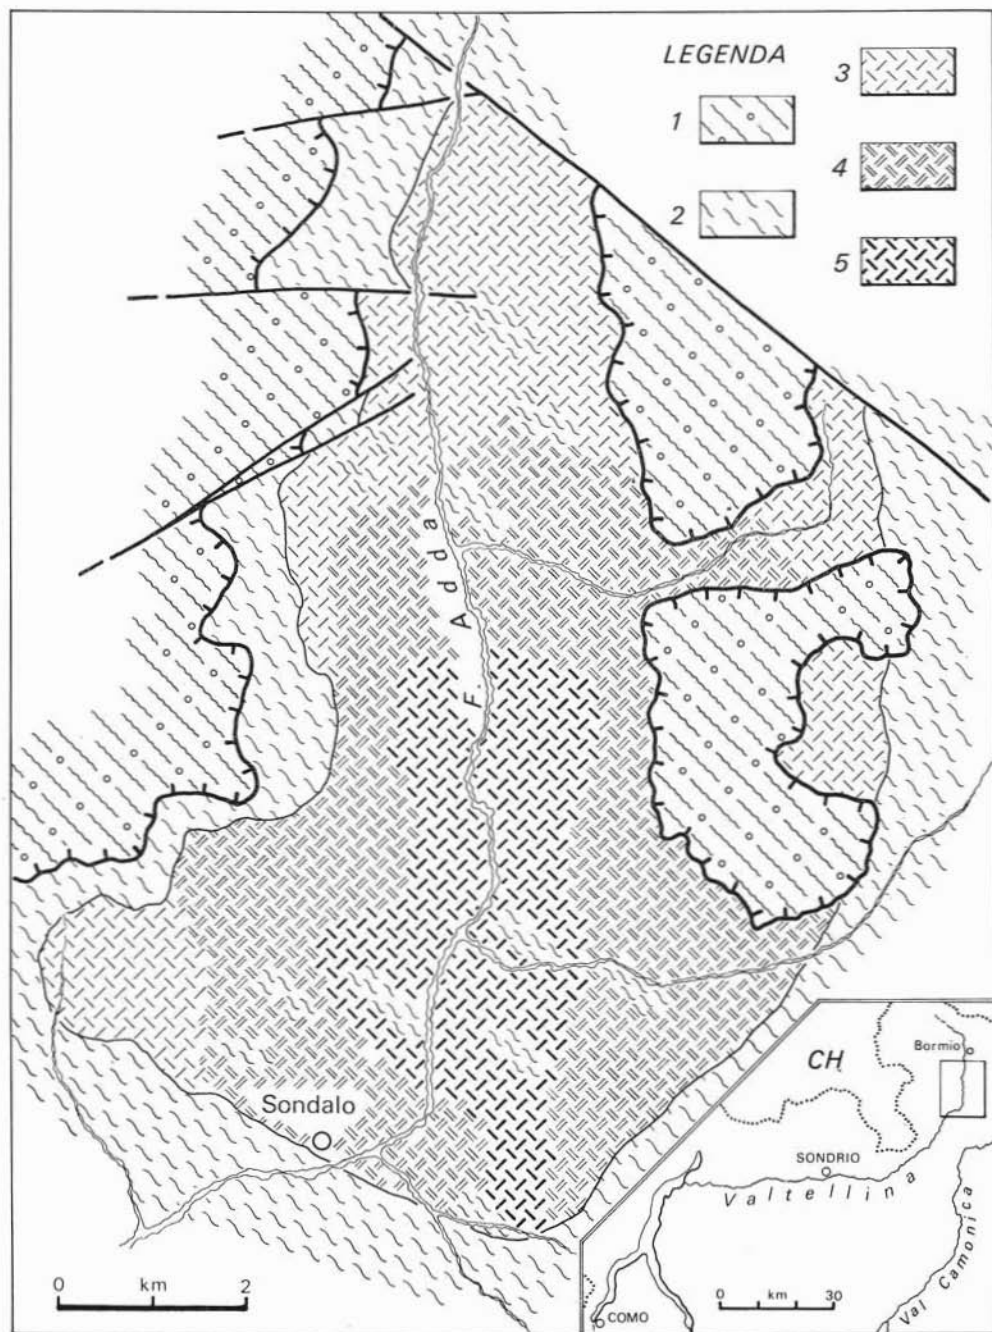 LEGENDA
1
2
3
4
5
F. Adda
Sondalo
0 km 2
CH
Bormio
SONDRIO
Valtellina
Val Camonica
COMO
0 km 30